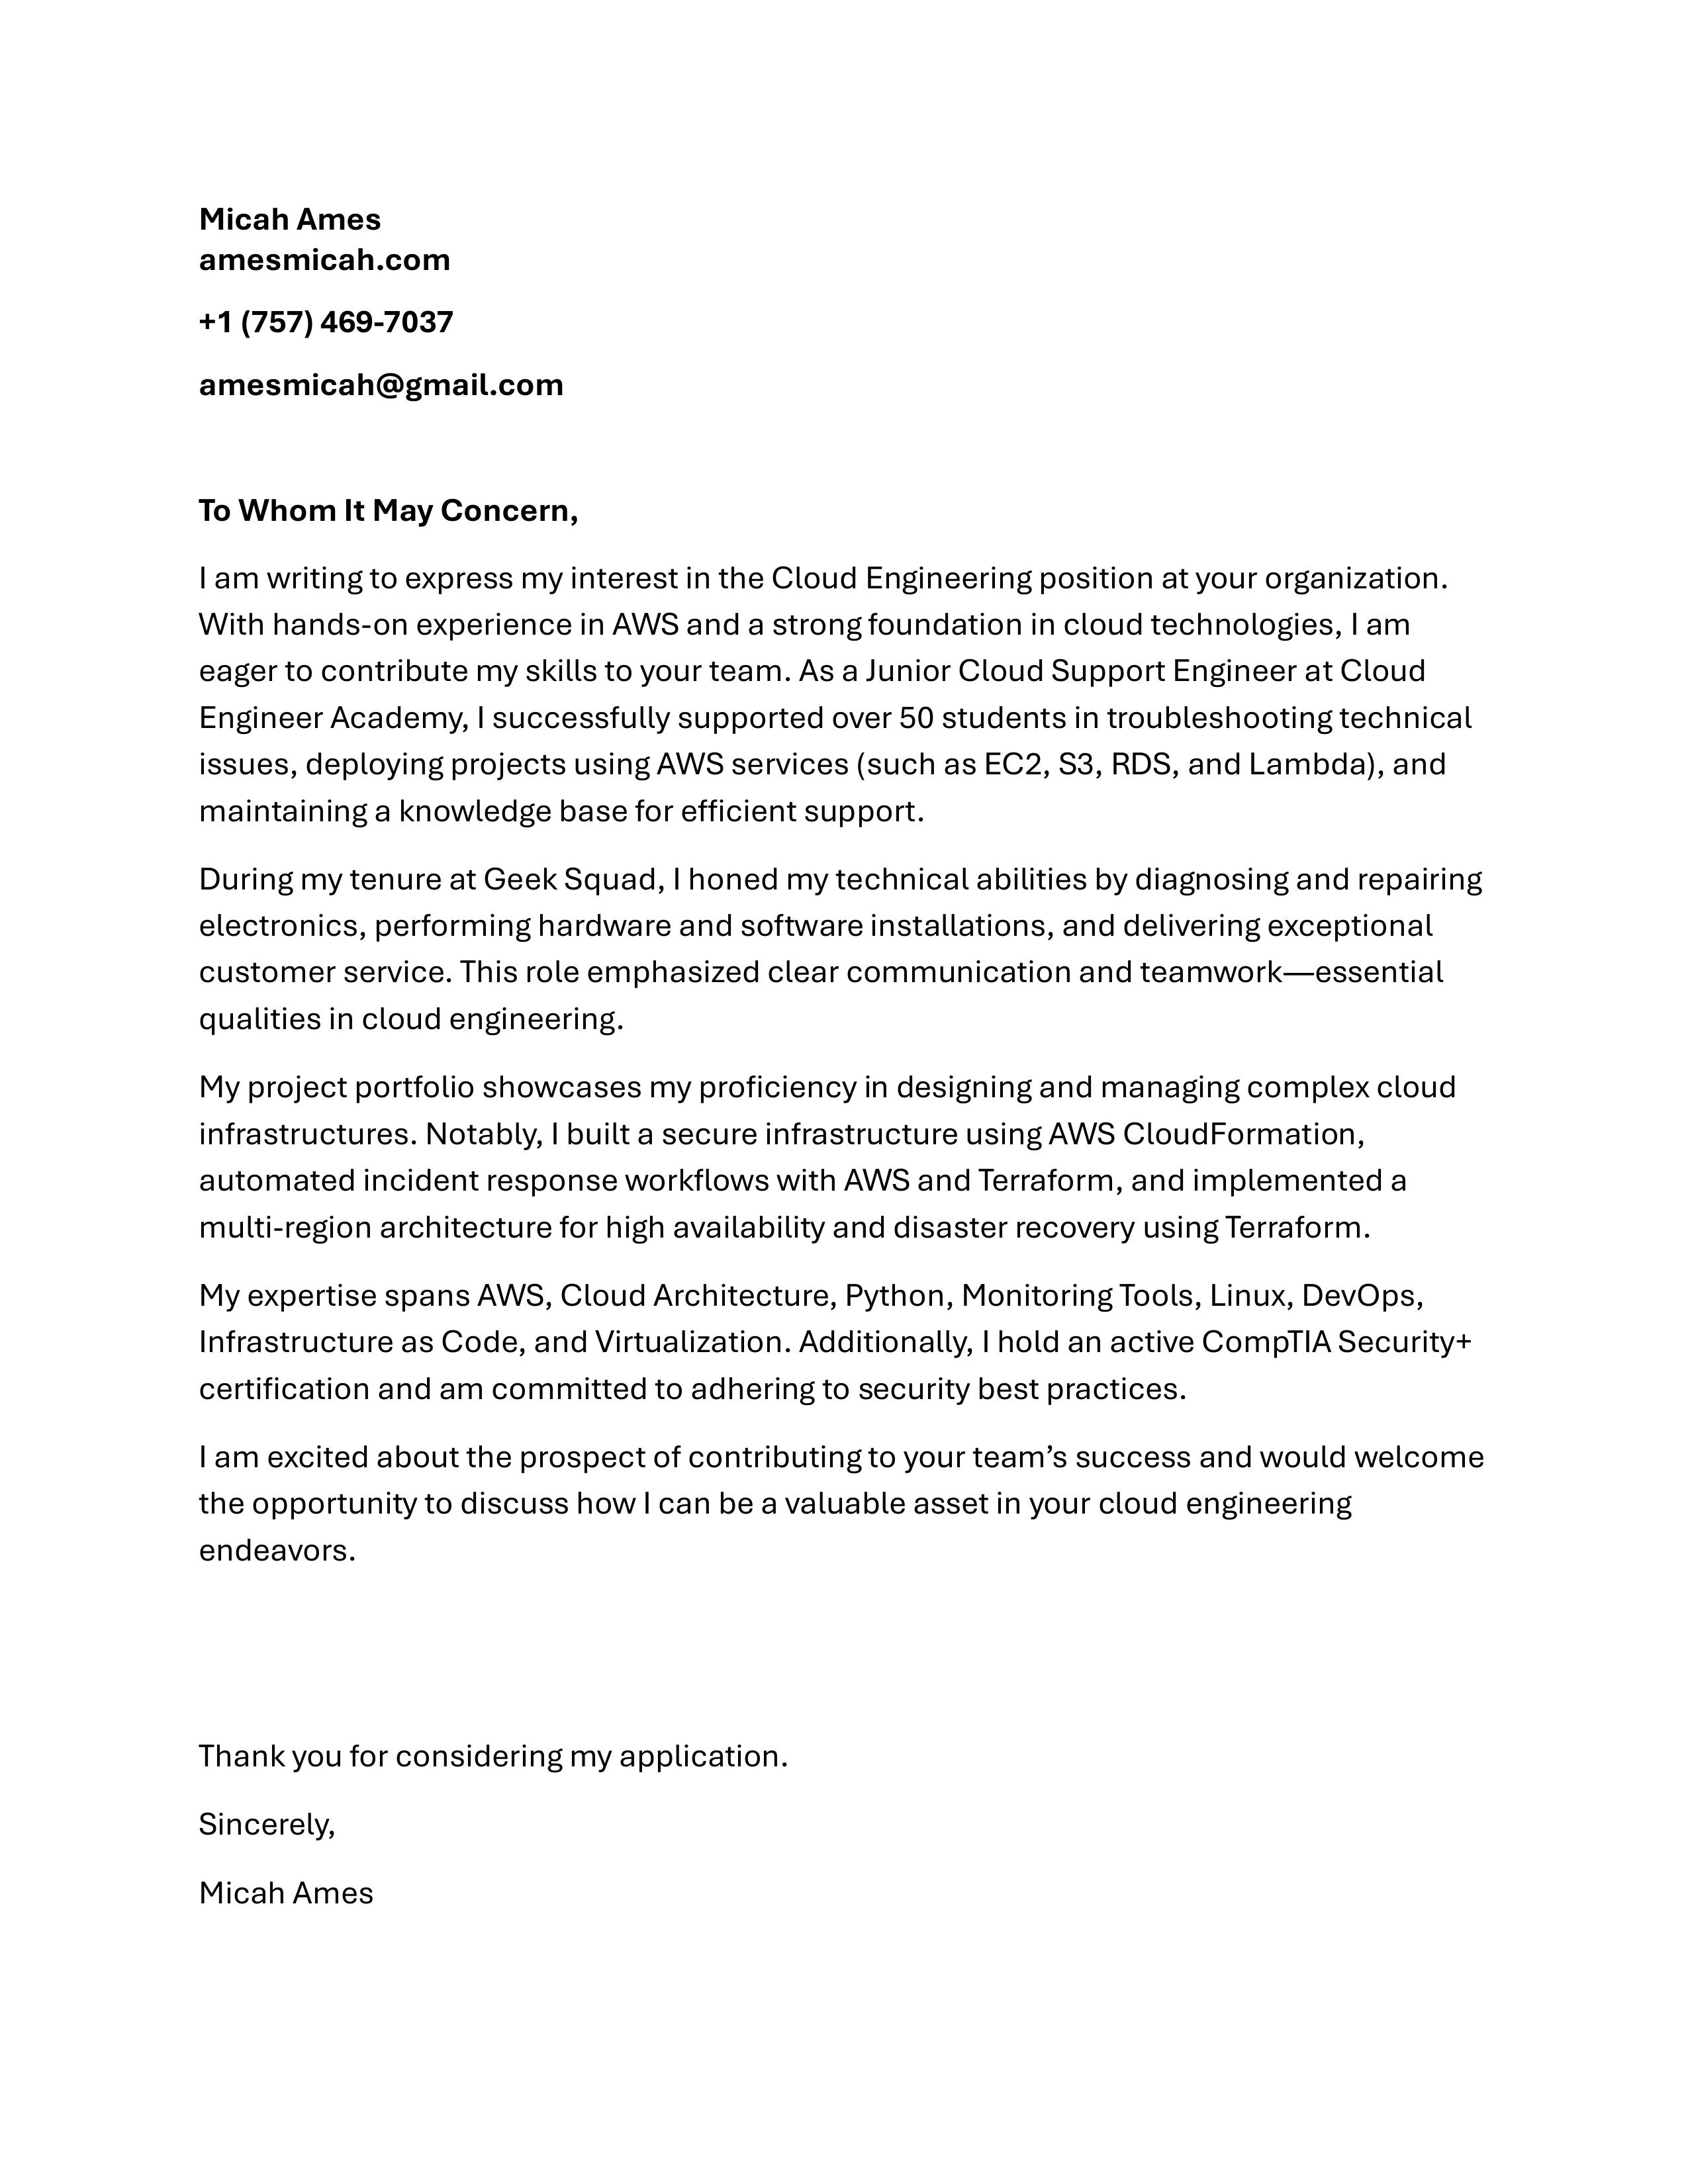 Micah Ames
amesmicah.com
+1 (757) 469-7037
amesmicah@gmail.com
To Whom It May Concern,
I am writing to express my interest in the Cloud Engineering position at your organization.
With hands-on experience in AWS and a strong foundation in cloud technologies, I am
eager to contribute my skills to your team. As a Junior Cloud Support Engineer at Cloud
Engineer Academy, I successfully supported over 50 students in troubleshooting technical
issues, deploying projects using AWS services (such as EC2, S3, RDS, and Lambda), and
maintaining a knowledge base for efficient support.
During my tenure at Geek Squad, I honed my technical abilities by diagnosing and repairing
electronics, performing hardware and software installations, and delivering exceptional
customer service. This role emphasized clear communication and teamwork—essential
qualities in cloud engineering.
My project portfolio showcases my proficiency in designing and managing complex cloud
infrastructures. Notably, I built a secure infrastructure using AWS CloudFormation,
automated incident response workflows with AWS and Terraform, and implemented a
multi-region architecture for high availability and disaster recovery using Terraform.
My expertise spans AWS, Cloud Architecture, Python, Monitoring Tools, Linux, DevOps,
Infrastructure as Code, and Virtualization. Additionally, I hold an active CompTIA Security+
certification and am committed to adhering to security best practices.
I am excited about the prospect of contributing to your team’s success and would welcome
the opportunity to discuss how I can be a valuable asset in your cloud engineering
endeavors.
Thank you for considering my application.
Sincerely,
Micah Ames